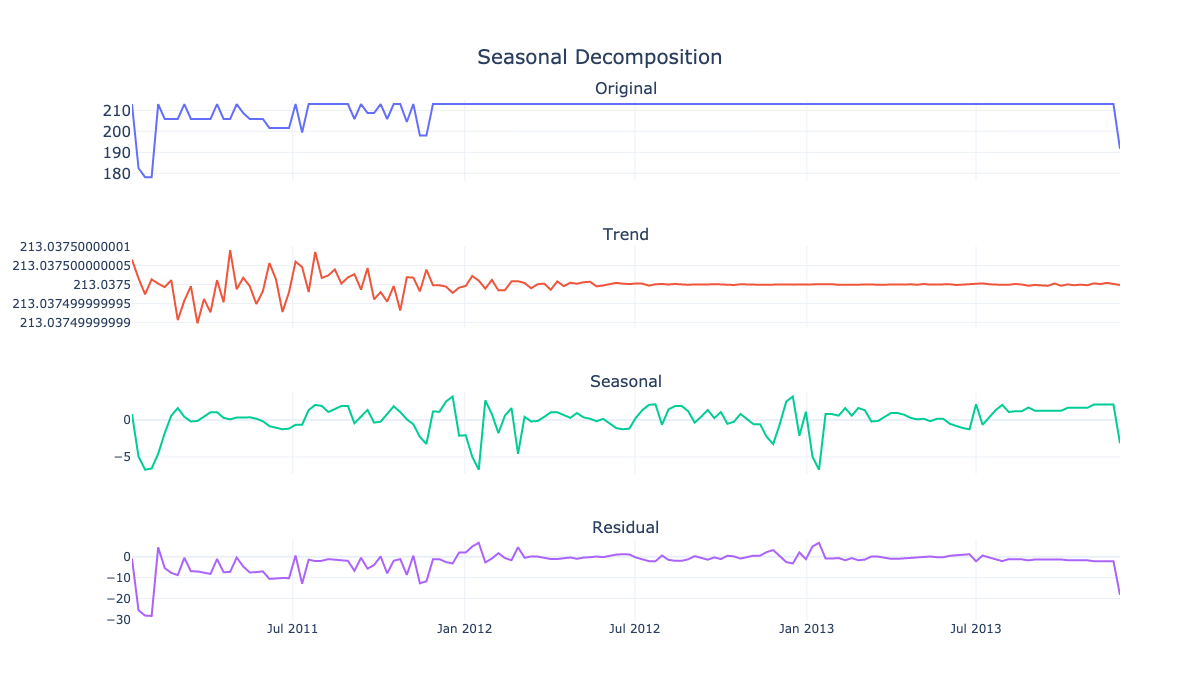 Seasonal Decomposition
Original
210
200
190
180
Trend
213.03750000001
213.037500000005
213.0375
213.037499999995
213.03749999999
Seasonal
0
−5
Residual
0
−10
−20
−30
Jul 2011 Jan 2012 Jul 2012 Jan 2013 Jul 2013